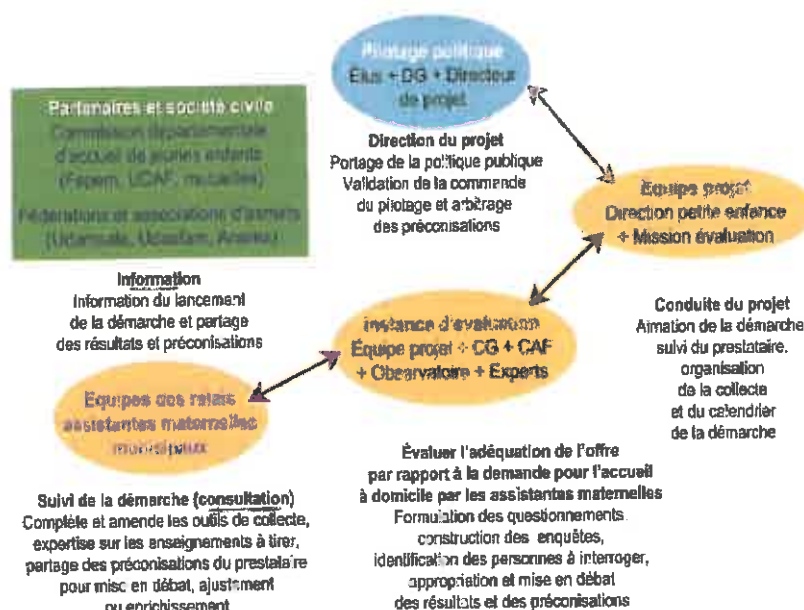 Pilotage politique
Élus + DG + Directeur
de projet
Partenaires et société civile
Commission départementale
d'accueil de jeunes enfants
(Fepem, UDAF, mutuelles)
Fédérations et associations d'asmats
Direction du projet
Portage de la politique publique
Validation de la commande
du pilotage et arbitrage
des préconisations
Équipe projet
Direction petite enfance
+ Mission évaluation
Information
Information du lancement
de la démarche et partage
des résultats et préconisations
Instance d'évaluation
Équipe projet + CG + CAF
+ Observatoire + Experts
Conduite du projet
Aimation de la démarche
suivi du prestataire,
organisation
de la collecte
et du calendrier
de la démarche
Équipes des relais
assistantes maternelles
municipaux
Évaluer l'adéquation de l'offre
par rapport à la demande pour l'accueil
à domicile par les assistantes maternelles
Formulation des questionnements
construction des enquêtes,
identification des personnes à interroger,
appropriation et mise en débat
des résultats et des préconisations
Suivi de la démarche (consultation)
Complète et amende les outils de collecte,
expertise sur les enseignements à tirer,
partage des préconisations du prestataire
pour mise en débat, ajustement
ou enrichissement